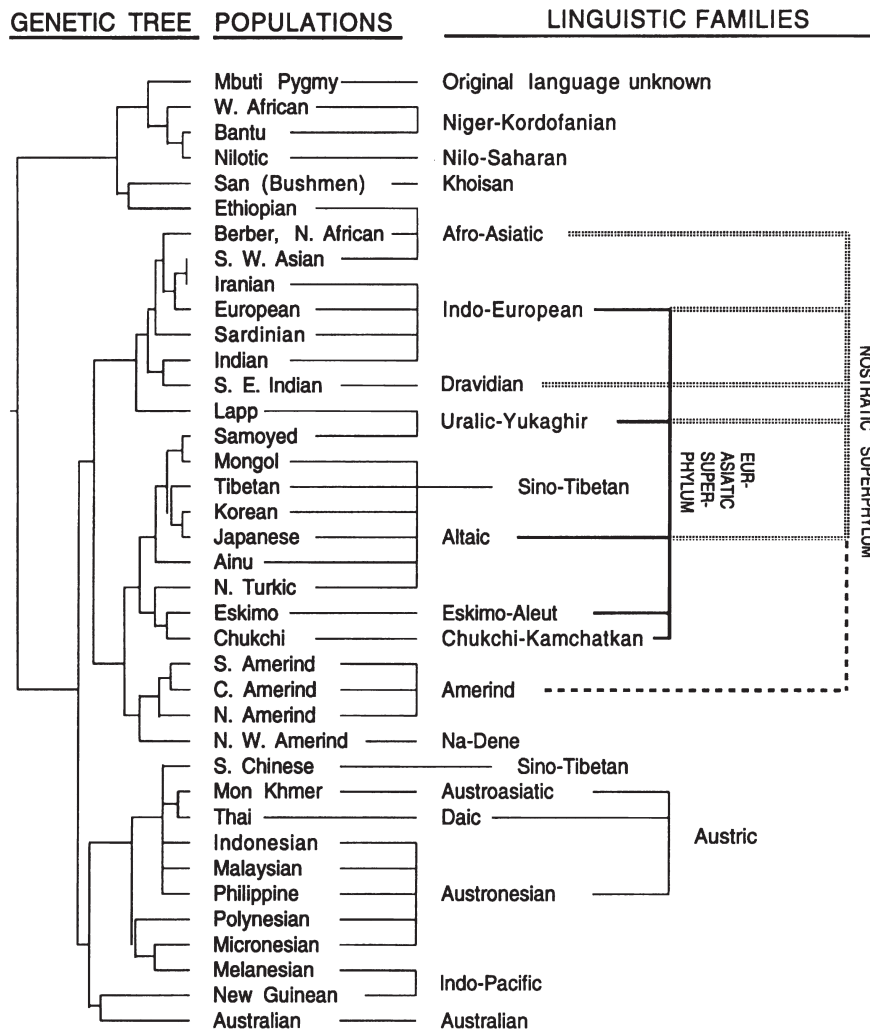 GENETIC TREE POPULATIONS LINGUISTIC FAMILIES
Mbuti Pygmy Original language unknown
W. African
Niger-Kordofanian
Bantu
Nilotic Nilo-Saharan
San (Bushmen) Khoisan
Ethiopian
Berber, N. African Afro-Asiatic
S. W. Asian
Iranian
European Indo-European
Sardinian
Indian
S. E. Indian Dravidian
Lapp
Uralic-Yukaghir
Samoyed
Mongol
Tibetan Sino-Tibetan
Korean
Japanese Altaic
Ainu
N. Turkic
Eskimo Eskimo-Aleut
Chukchi Chukchi-Kamchatkan
EUR-
ASIATIC
SUPER-
PHYLUM
NOSTRATIC SUPERPHYLUM
S. Amerind
C. Amerind Amerind
N. Amerind
N. W. Amerind Na-Dene
S. Chinese Sino-Tibetan
Mon Khmer Austroasiatic
Thai Daic
Austric
Indonesian
Malaysian
Philippine Austronesian
Polynesian
Micronesian
Melanesian
Indo-Pacific
New Guinean
Australian Australian